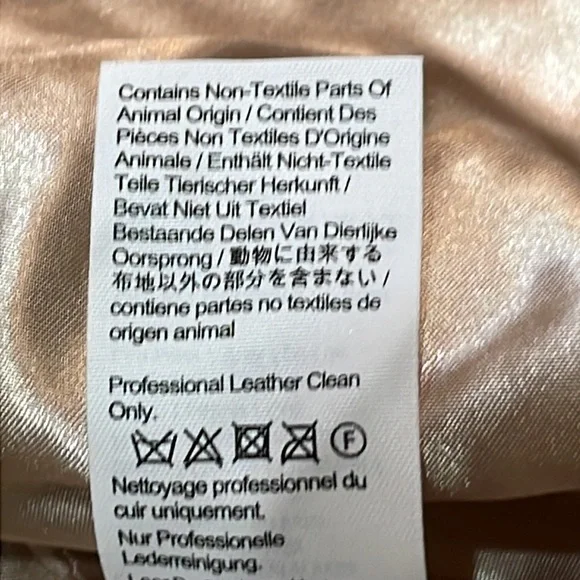 Contains Non-Textile Parts Of
Animal Origin / Contient Des
Pièces Non Textiles D'Origine
Animale / Enthält Nicht-Textile
Teile Tierischer Herkunft /
Bevat Niet Uit Textiel
Bestaande Delen Van Dierlijke
Oorsprong / 動物に由来する
布地以外の部分を含まない /
contiene partes no textiles de
origen animal
Professional Leather Clean
Only.
F
Nettoyage professionnel du
cuir uniquement.
Nur Professionelle
Lederreinigung.